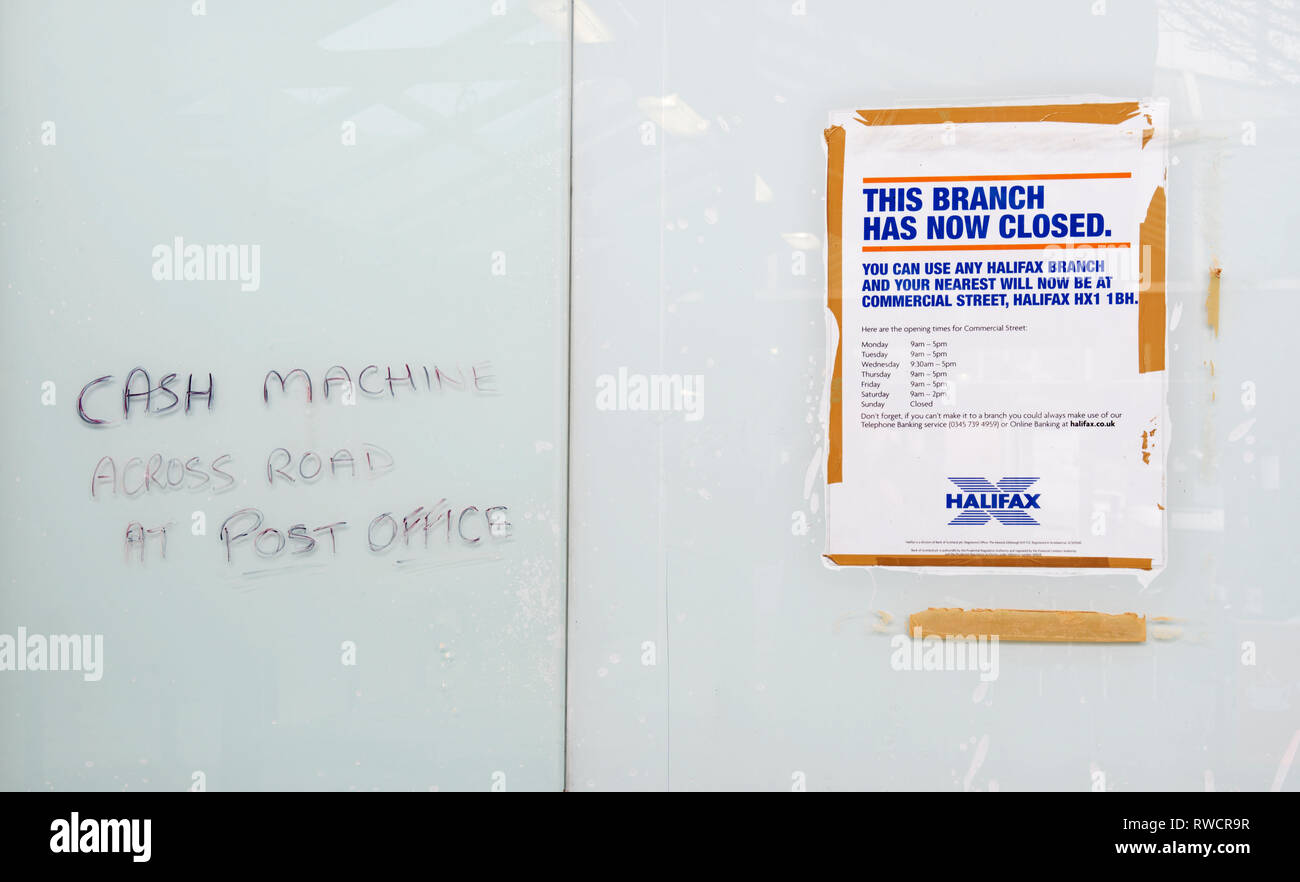 CASH MACHINE
ACROSS ROAD
AT POST OFFICE
THIS BRANCH
HAS NOW CLOSED.
YOU CAN USE ANY HALIFAX BRANCH
AND YOUR NEAREST WILL NOW BE AT
COMMERCIAL STREET, HALIFAX HX1 1BH.
Here are the opening times for Commercial Street:
Monday 9am – 5pm
Tuesday 9am – 5pm
Wednesday 9:30am – 5pm
Thursday 9am – 5pm
Friday 9am – 5pm
Saturday 9am – 2pm
Sunday Closed
Don't forget, if you can't make it to a branch you could always make use of our
Telephone Banking service (0345 739 4959) or Online Banking at halifax.co.uk
HALIFAX
alamy
alamy
alamy
alamy
alamy
alamy
Image ID: RWCR9R
www.alamy.com